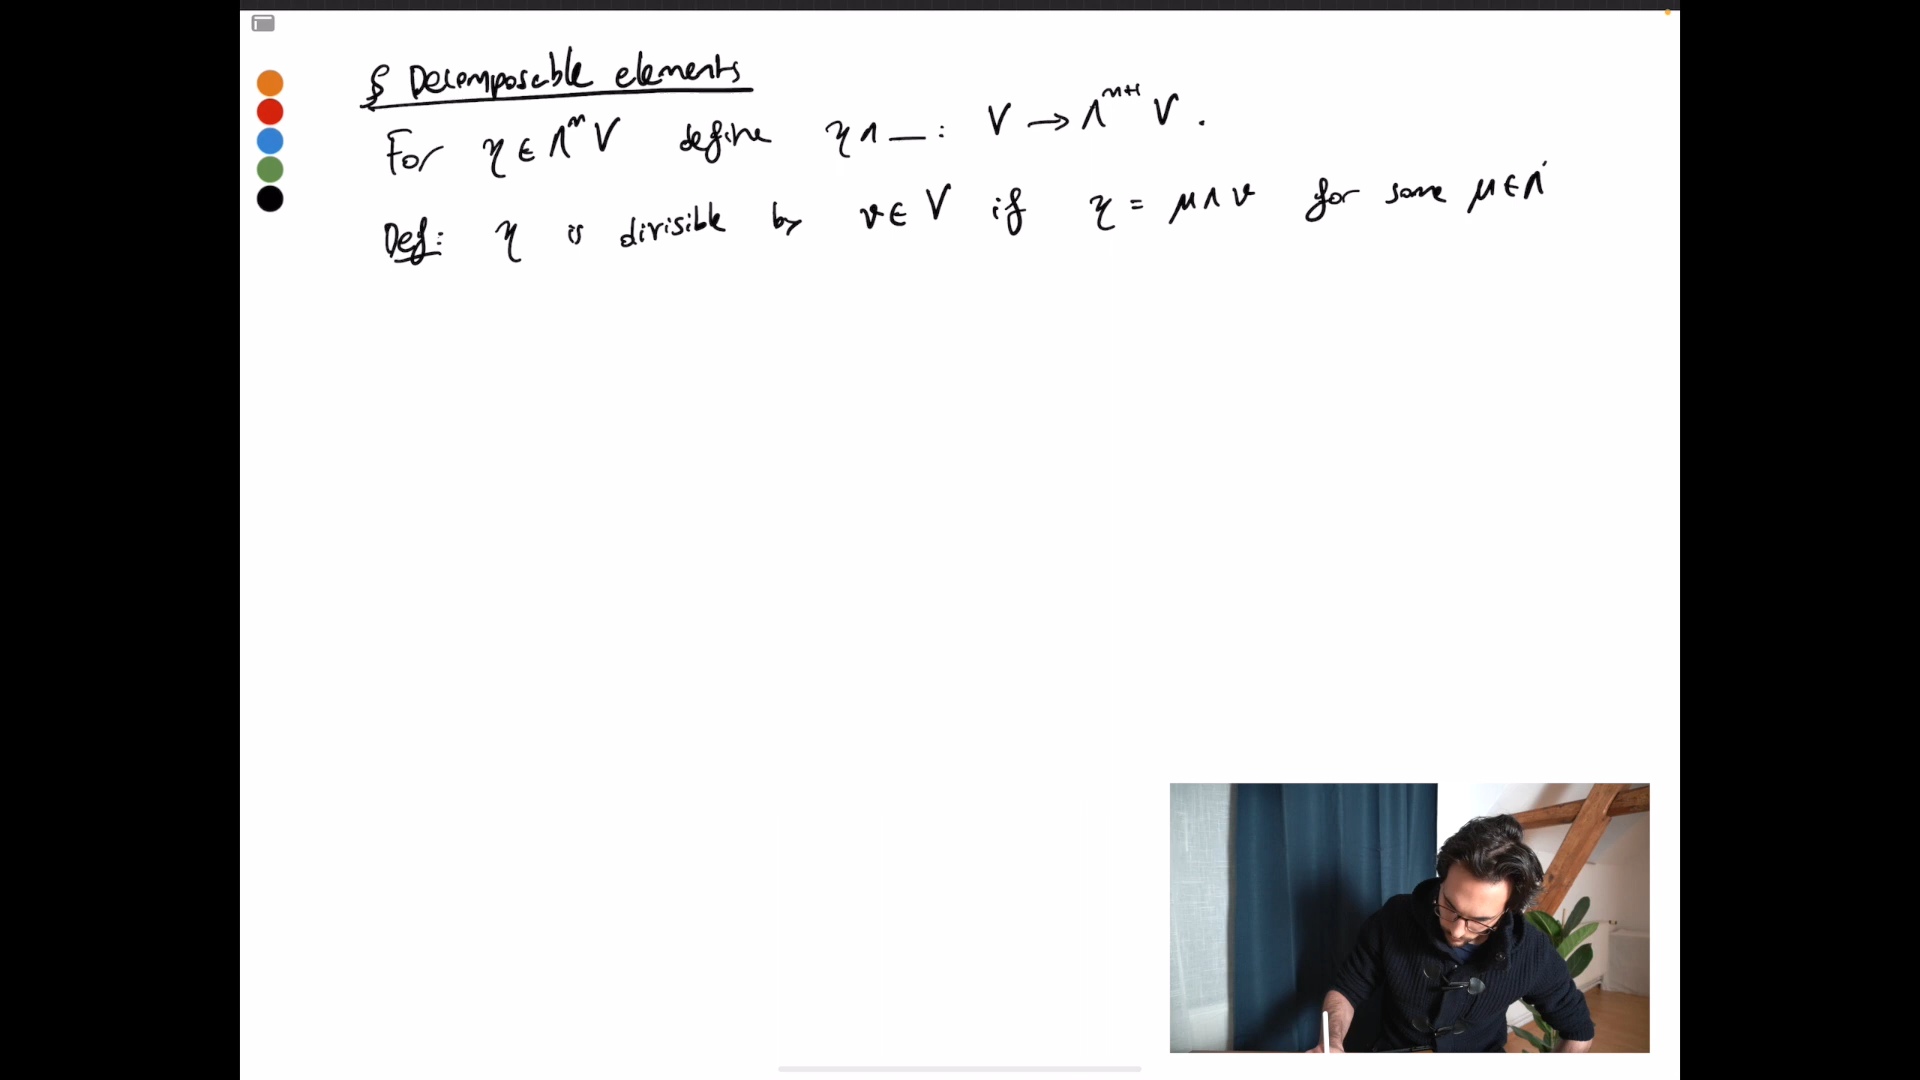 § Decomposable elements
For η ∈ Λ^m V define η ∧ _ : V → Λ^{m+1} V .
Def: η is divisible by v ∈ V if η = μ ∧ v for some μ ∈ Λ